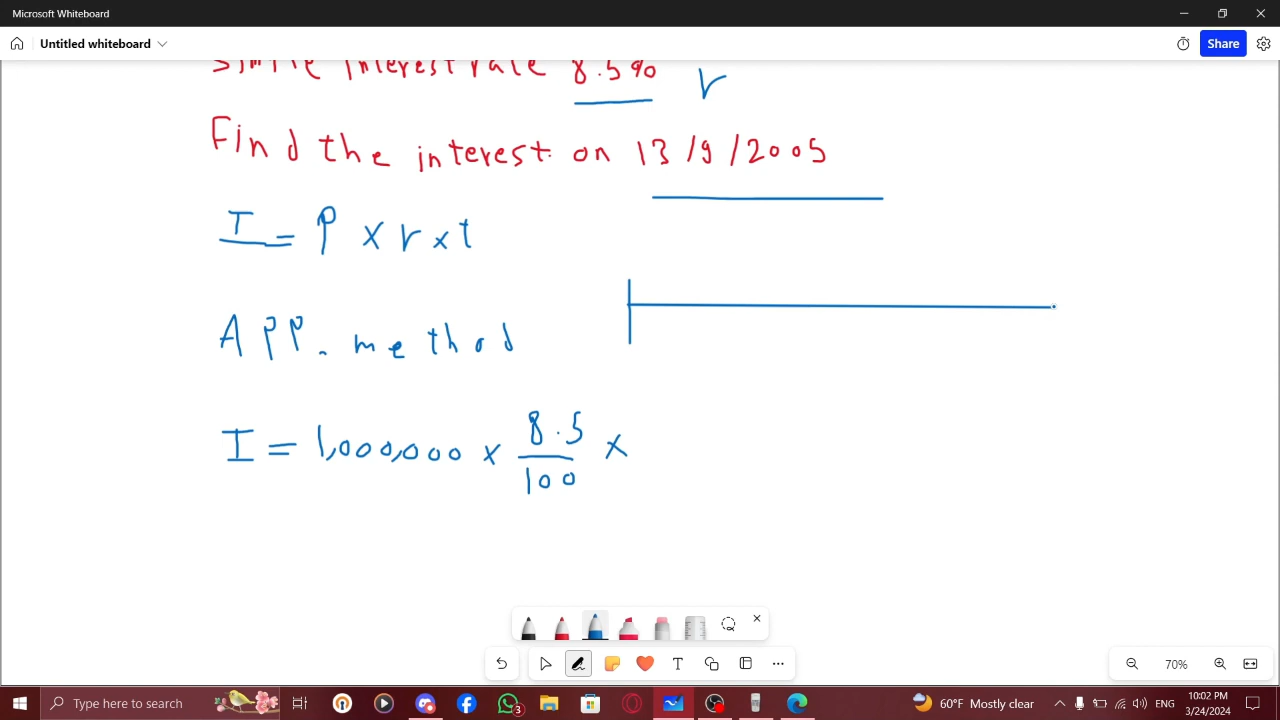 Microsoft Whiteboard
Untitled whiteboard
Share
Simple interest rate 8.5% r
Find the interest on 13/9/2005
I = P × r × t
APP. method
I = 1,000,000 × 8.5/100 ×
70%
Type here to search
3
60°F Mostly clear
ENG
10:02 PM
3/24/2024